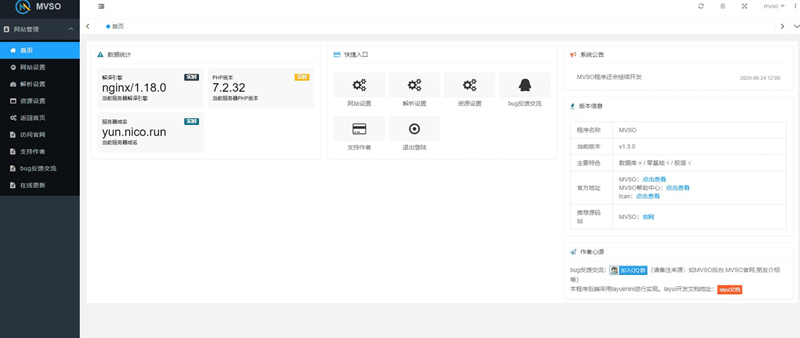 MVSO
mvso
网站管理
首页
首页
网站设置
解析设置
资源设置
返回首页
访问官网
支持作者
bug反馈交流
在线更新
数据统计
解译引擎 实时
nginx/1.18.0
当前服务器解译引擎
PHP版本 实时
7.2.32
当前服务器PHP版本
服务器域名 实时
yun.nico.run
当前服务器域名
快捷入口
网站设置
解析设置
资源设置
bug反馈交流
支持作者
退出登陆
系统公告
MVSO程序还会继续开发 2020-08-24 12:00
版本信息
程序名称 MVSO
当前版本 v1.3.0
主要特色 数据库 x / 零基础 √ / 极简 √
官方地址 MVSO：点击查看
MVSO帮助中心：点击查看
Ican：点击查看
推荐源码站 MVSO：官网
作者心语
bug反馈交流：加入QQ群（请备注来源：如MVSO后台,MVSO官网,朋友介绍
等）
本程序后端采用layuimini进行实现。layui开发文档地址：layui文档